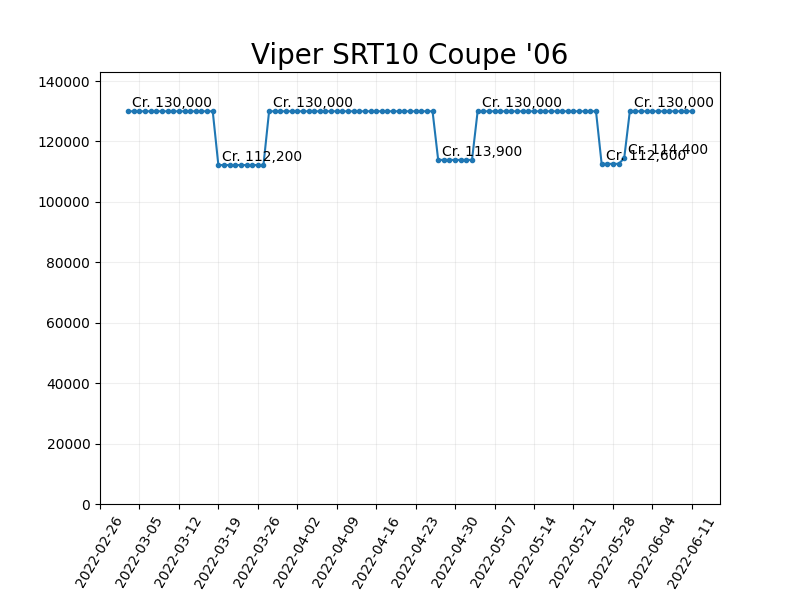 Viper SRT10 Coupe '06
140000
120000
100000
80000
60000
40000
20000
0
Cr. 130,000
Cr. 112,200
Cr. 130,000
Cr. 113,900
Cr. 130,000
Cr. 112,600
Cr. 114,400
Cr. 130,000
2022-02-26
2022-03-05
2022-03-12
2022-03-19
2022-03-26
2022-04-02
2022-04-09
2022-04-16
2022-04-23
2022-04-30
2022-05-07
2022-05-14
2022-05-21
2022-05-28
2022-06-04
2022-06-11